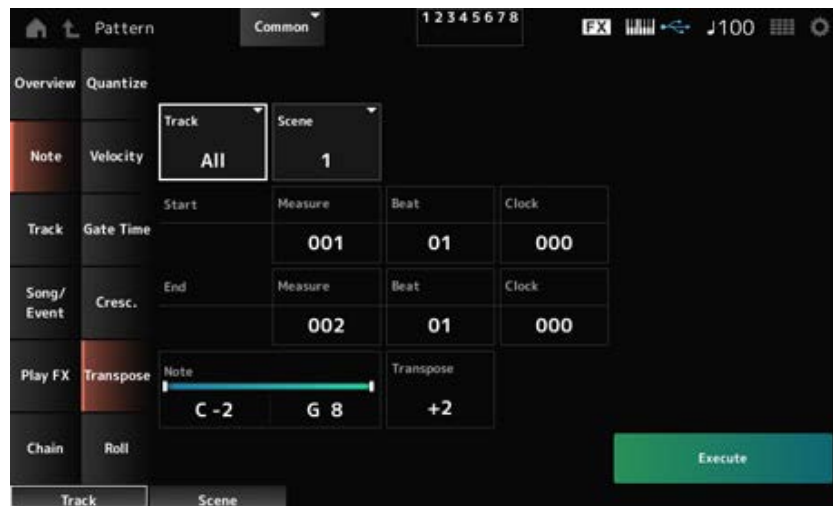 Pattern Common 12345678 FX ♩100
Overview Quantize
Track Scene
Note Velocity All 1
Start Measure Beat Clock
Track Gate Time 001 01 000
End Measure Beat Clock
Song/
Event Cresc.
002 01 000
Play FX Transpose Note Transpose
C -2 G 8 +2
Chain Roll Execute
Track Scene